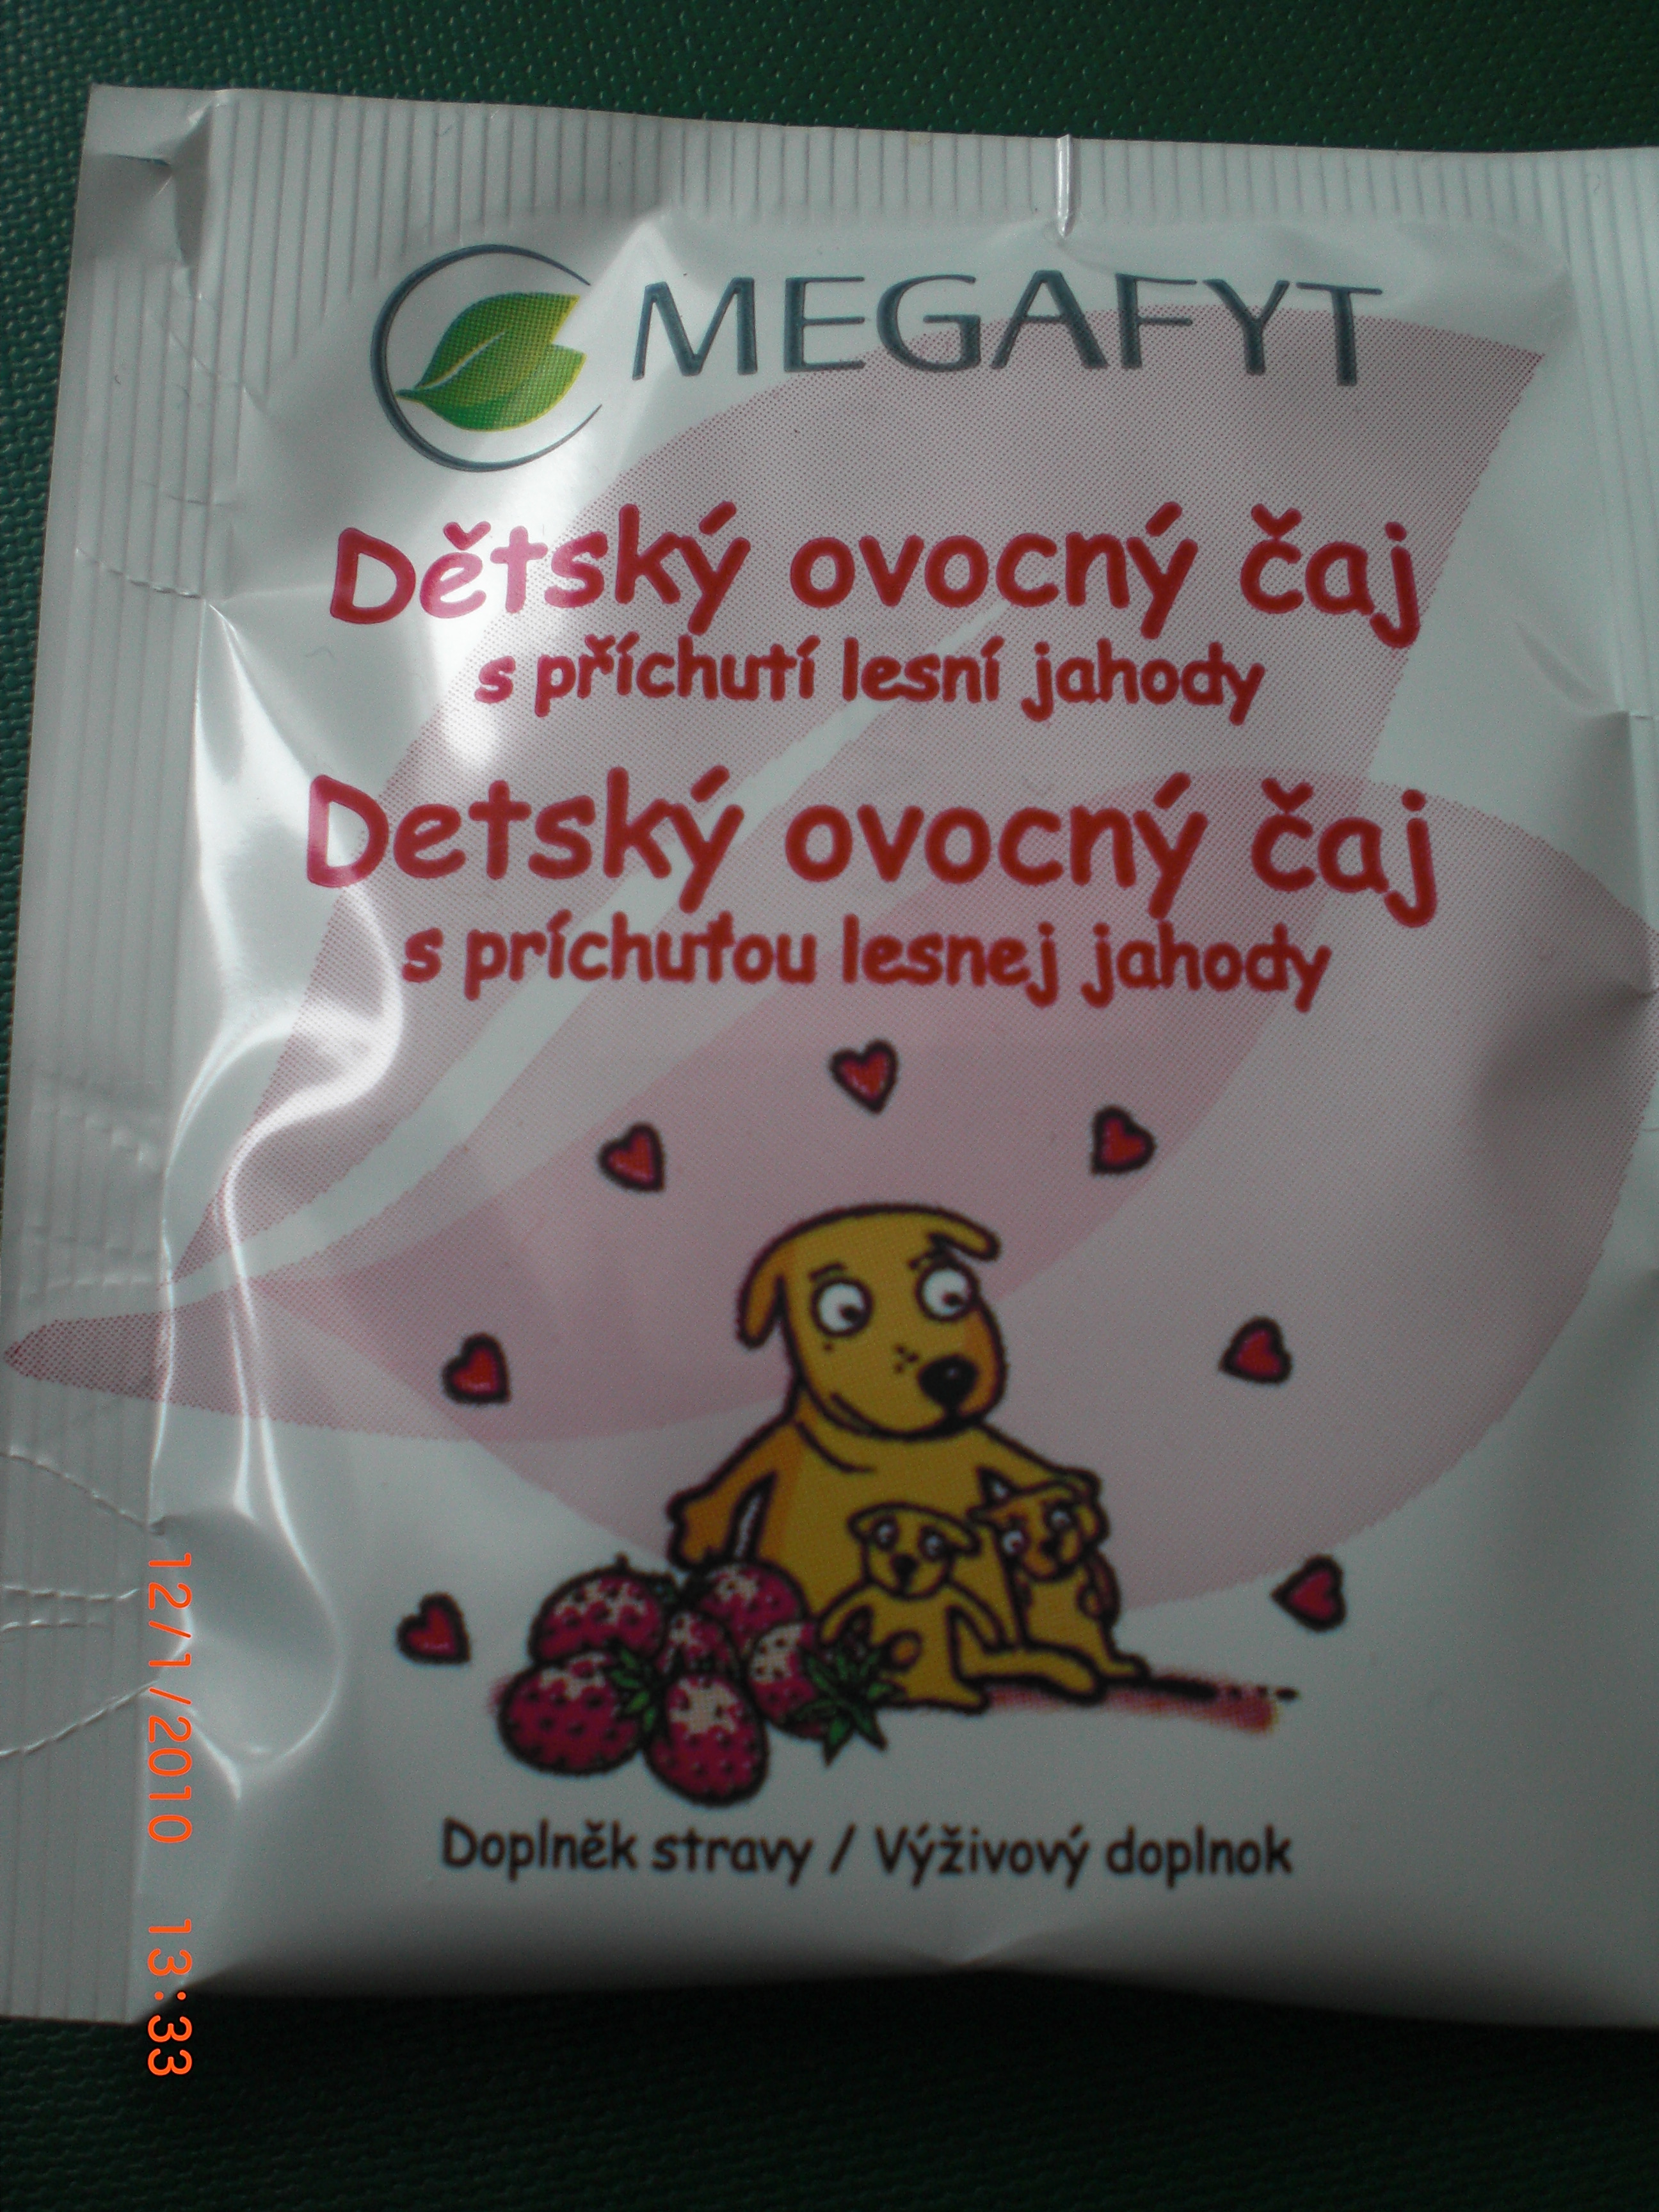 MEGAFYT
Dětský ovocný čaj
s příchutí lesní jahody
Detský ovocný čaj
s príchuťou lesnej jahody
Doplněk stravy / Výživový doplnok
12/1/2010 13:33